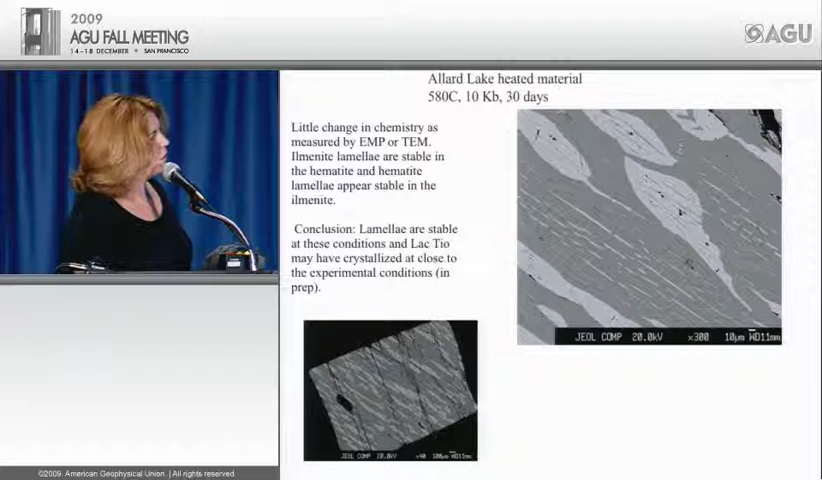 2009
AGU FALL MEETING
14-18 DECEMBER • SAN FRANCISCO
AGU
Allard Lake heated material
580C, 10 Kb, 30 days
Little change in chemistry as
measured by EMP or TEM.
Ilmenite lamellae are stable in
the hematite and hematite
lamellae appear stable in the
ilmenite.
Conclusion: Lamellae are stable
at these conditions and Lac Tio
may have crystallized at close to
the experimental conditions (in
prep).
JEOL COMP 20.0kV x300 10µm WD11mm
JEOL COMP 20.0kV x40 100µm WD11mm
©2009. American Geophysical Union. | All rights reserved.